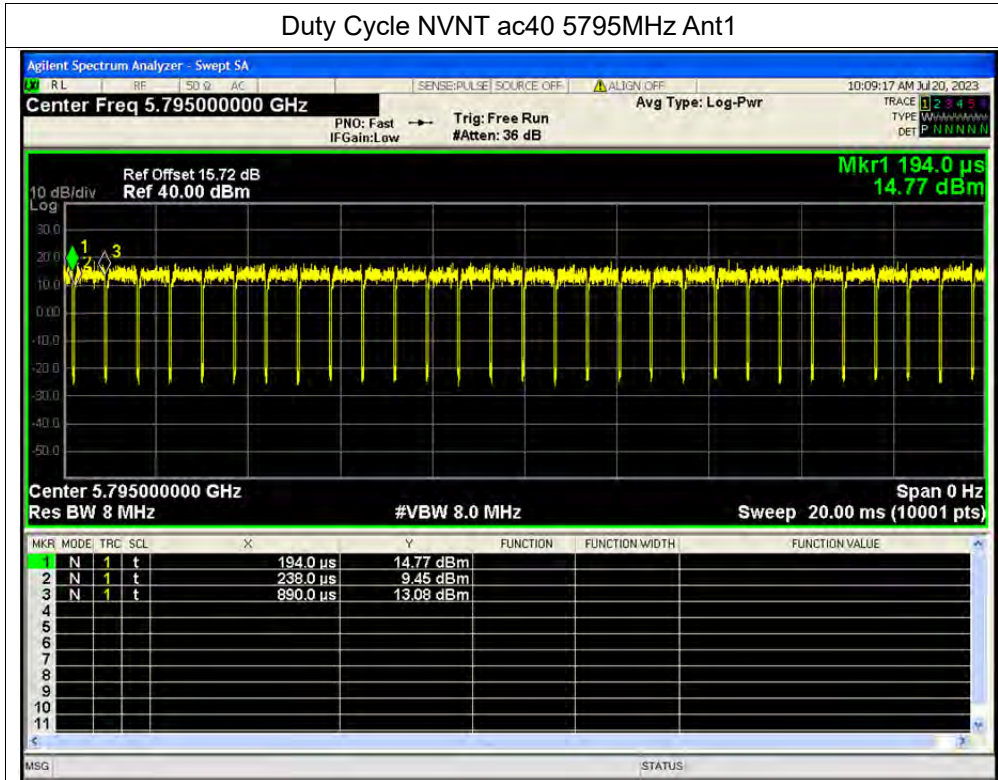 Duty Cycle NVNT ac40 5795MHz Ant1
Agilent Spectrum Analyzer - Swept SA
RL RF 50 Ω AC SENSE:PULSE SOURCE OFF ALIGN OFF 10:09:17 AM Jul 20, 2023
Center Freq 5.795000000 GHz Avg Type: Log-Pwr TRACE 1 2 3 4 5 6
PNO: Fast Trig: Free Run TYPE W
IFGain:Low #Atten: 36 dB DET P N N N N N
Mkr1 194.0 µs
Ref Offset 15.72 dB
10 dB/div Ref 40.00 dBm 14.77 dBm
Log
30.0
1
3
20.0
2
10.0
0.00
-10.0
-20.0
-30.0
-40.0
-50.0
Center 5.795000000 GHz Span 0 Hz
Res BW 8 MHz #VBW 8.0 MHz Sweep 20.00 ms (10001 pts)
MKR MODE TRC SCL X Y FUNCTION FUNCTION WIDTH FUNCTION VALUE
1 N 1 t 194.0 µs 14.77 dBm
2 N 1 t 238.0 µs 9.45 dBm
3 N 1 t 890.0 µs 13.08 dBm
4
5
6
7
8
9
10
11
MSG STATUS